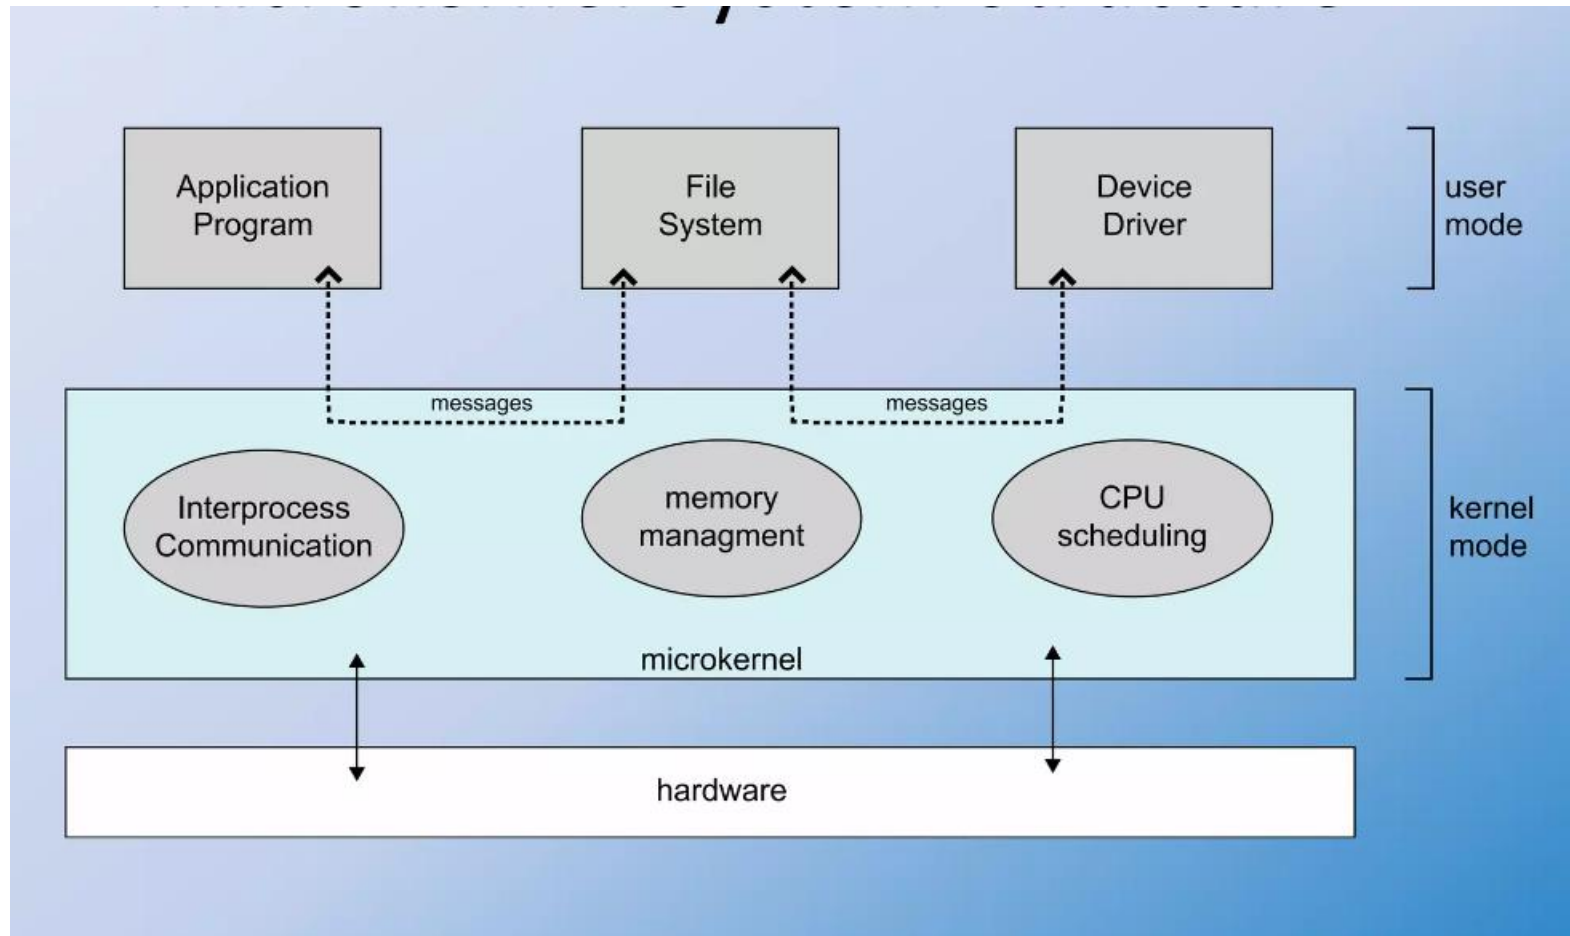 Application
Program
File
System
Device
Driver
user
mode
messages
messages
Interprocess
Communication
memory
managment
CPU
scheduling
kernel
mode
microkernel
hardware